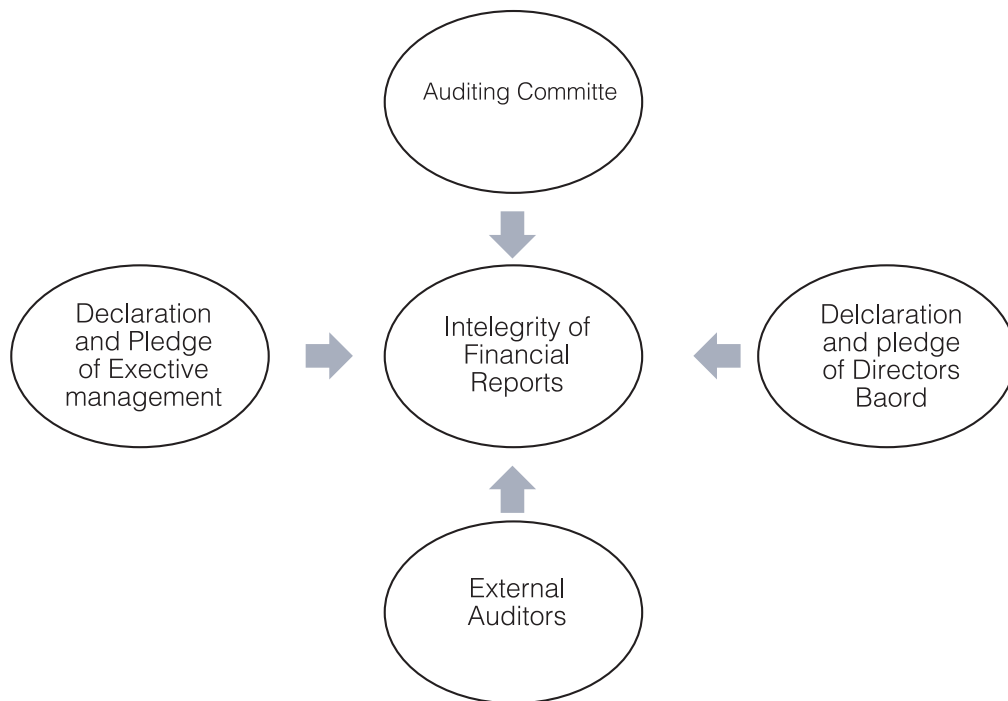 Auditing Committe
Declaration
and Pledge
of Exective
management
Intelegrity of
Financial
Reports
Delclaration
and pledge
of Directors
Baord
External
Auditors